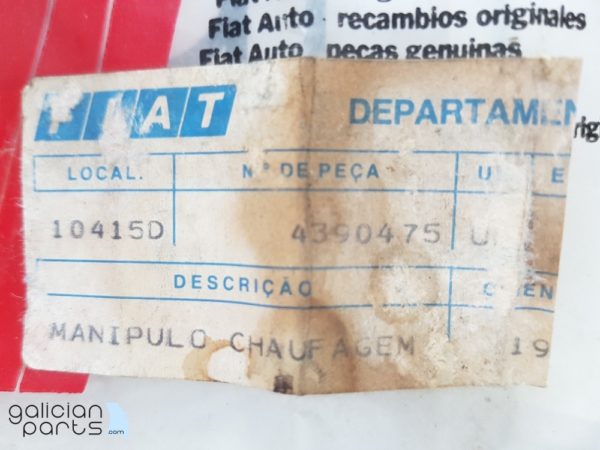 Fiat Auto recambios originales
Fiat Auto peças genuinas
FIAT DEPARTAMEN
LOCAL. Nº DE PEÇA U E
10415D 4390475 U
DESCRIÇÃO
MANIPULO CHAUFAGEM 19
galician
parts.com